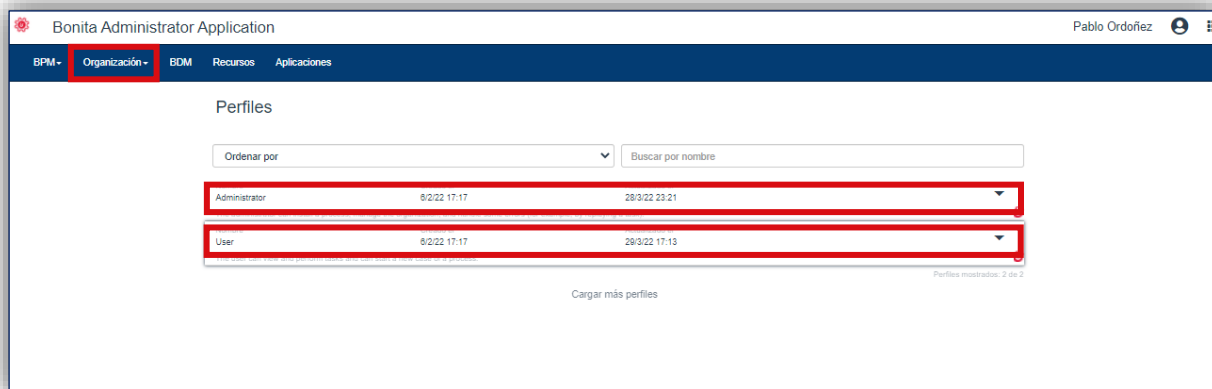 Bonita Administrator Application
Pablo Ordoñez
BPM Organización BDM Recursos Aplicaciones
Perfiles
Ordenar por
Buscar por nombre
Administrator 6/2/22 17:17 28/3/22 23:21
User 6/2/22 17:17 29/3/22 17:13
The user can view and perform tasks and can start a new case of a process.
Perfiles mostrados: 2 de 2
Cargar más perfiles